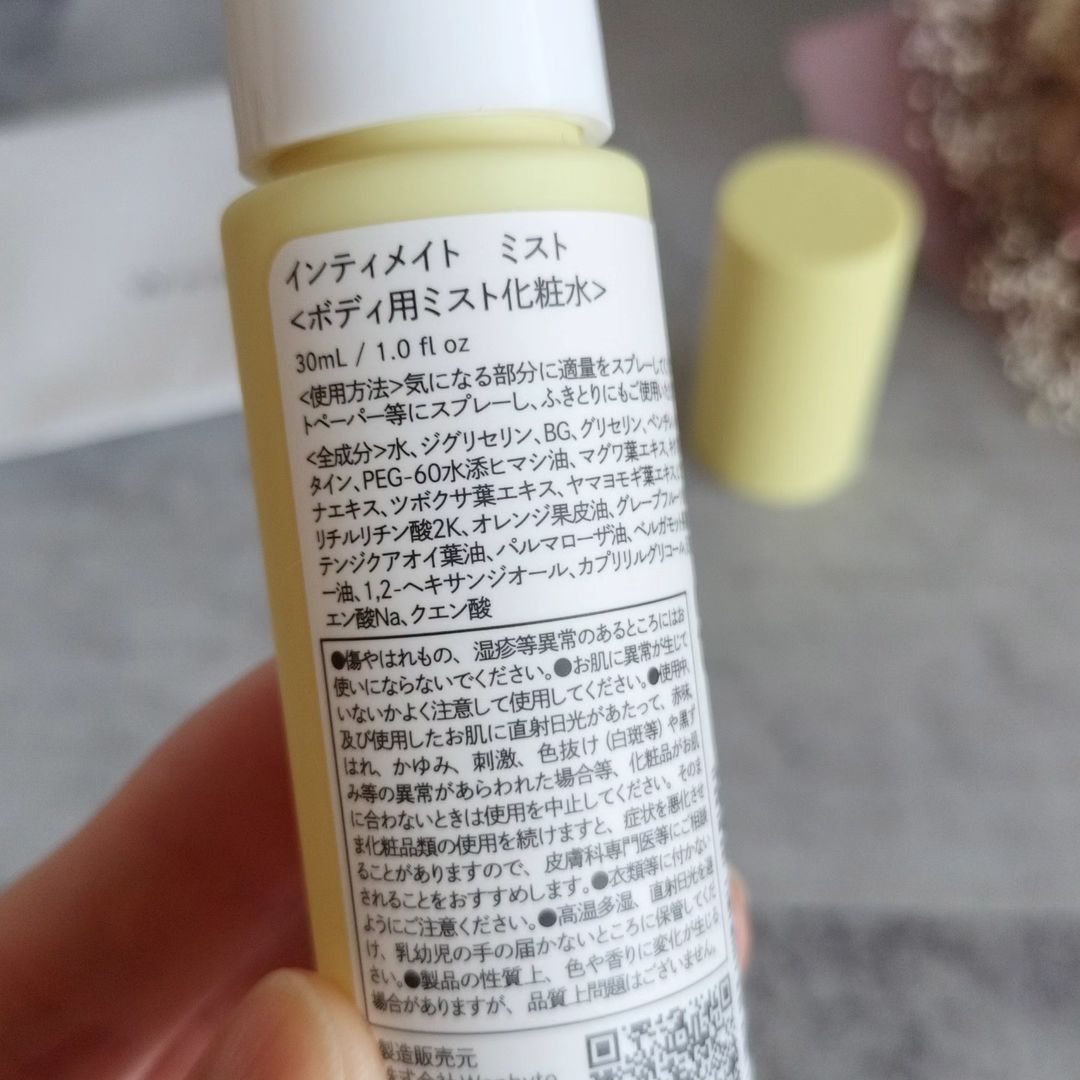 インティメイト ミスト
<ボディ用ミスト化粧水>
30mL / 1.0 fl oz
<使用方法>気になる部分に適量をスプレーして
トペーパー等にスプレーし、ふきとりにもご使用い
<全成分>水、ジグリセリン、BG、グリセリン、ペンチレ
タイン、PEG-60水添ヒマシ油、マグワ葉エキス、
ナエキス、ツボクサ葉エキス、ヤマヨモギ葉エキス、
リチルリチン酸2K、オレンジ果皮油、グレープフルー
テンジクアオイ葉油、パルマローザ油、ベルガモット
ー油、1,2-ヘキサンジオール、カプリリルグリコール、
エン酸Na、クエン酸
●傷やはれもの、湿疹等異常のあるところにはお
使いにならないでください。●お肌に異常が生じて
いないかよく注意して使用してください。●使用中、
及び使用したお肌に直射日光があたって、赤味、
はれ、かゆみ、刺激、色抜け(白斑等)や黒ず
み等の異常があらわれた場合等、化粧品がお肌
に合わないときは使用を中止してください。そのま
ま化粧品類の使用を続けますと、症状を悪化させ
ることがありますので、皮膚科専門医等にご相談
されることをおすすめします。●衣類等に付かない
ようにご注意ください。●高温多湿、直射日光を避
け、乳幼児の手の届かないところに保管してくだ
さい。●製品の性質上、色や香りに変化が生じる
場合がありますが、品質上問題はございません。
製造販売元
株式会社Waphyto